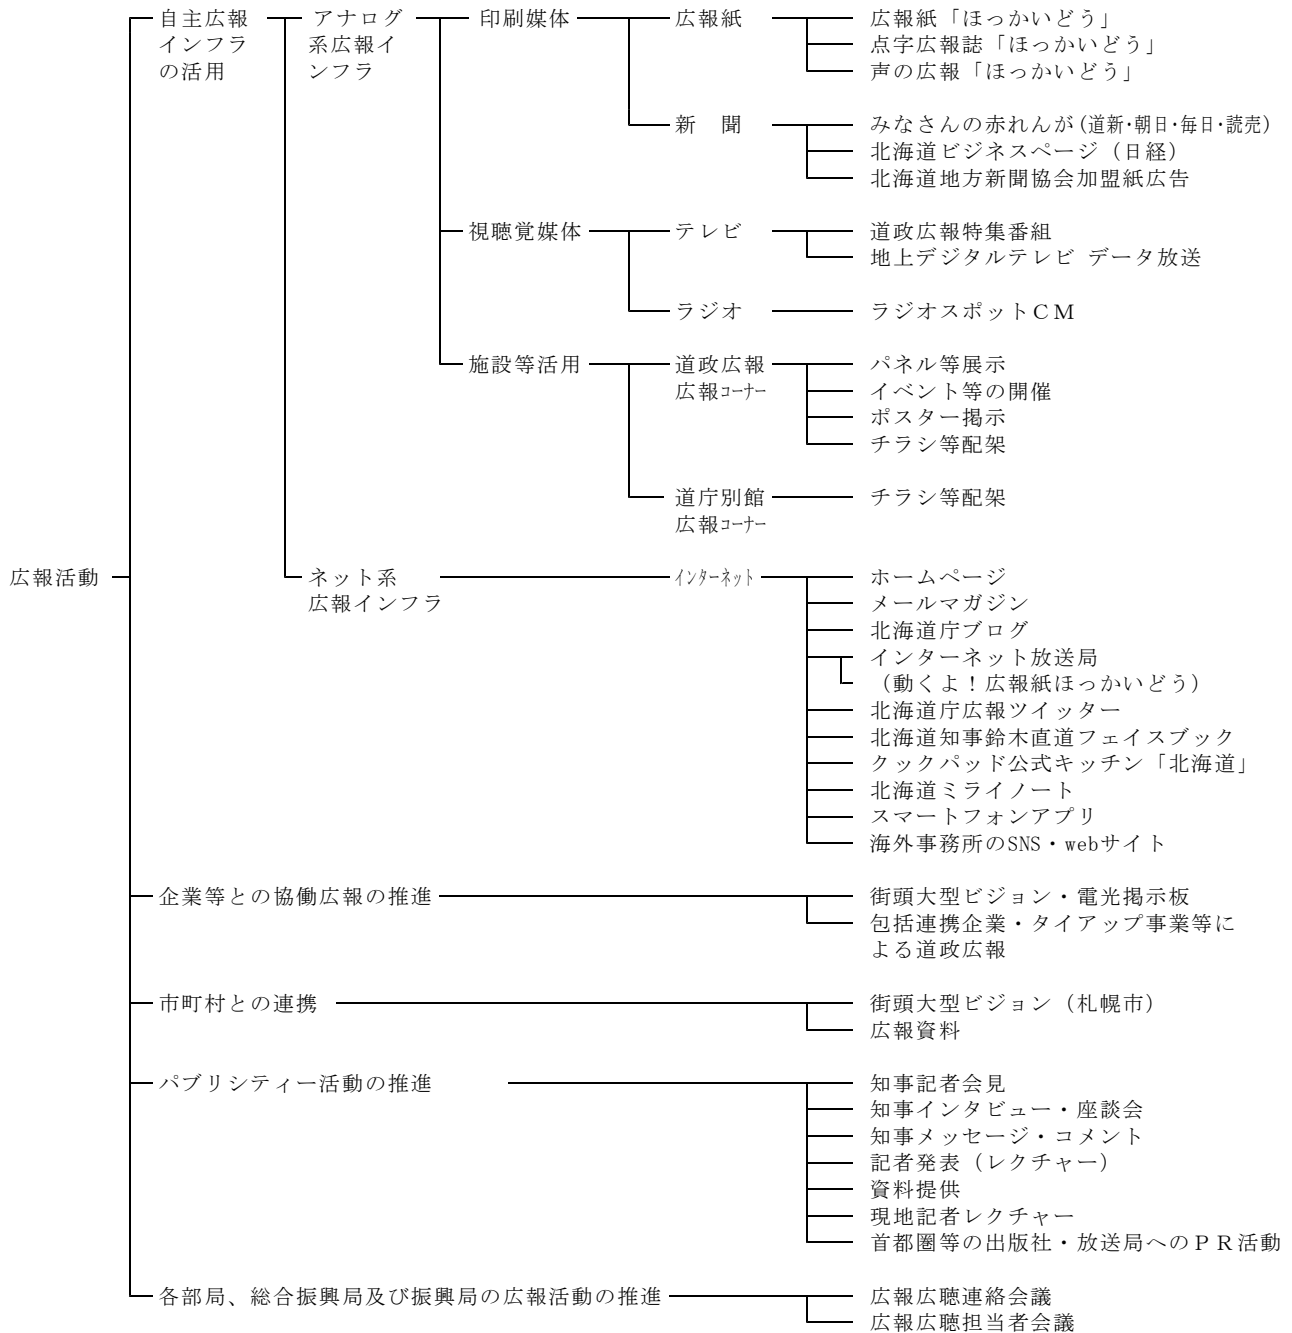 自主広報 アナログ 印刷媒体 広報紙 広報紙「ほっかいどう」
インフラ 系広報イ 点字広報誌「ほっかいどう」
の活用 ンフラ 声の広報「ほっかいどう」
新 聞 みなさんの赤れんが(道新・朝日・毎日・読売)
北海道ビジネスページ(日経)
北海道地方新聞協会加盟紙広告
視聴覚媒体 テレビ 道政広報特集番組
地上デジタルテレビ データ放送
ラジオ ラジオスポットCM
施設等活用 道政広報 パネル等展示
広報コーナー イベント等の開催
ポスター掲示
チラシ等配架
道庁別館 チラシ等配架
広報コーナー
広報活動 ネット系 インターネット ホームページ
広報インフラ メールマガジン
北海道庁ブログ
インターネット放送局
(動くよ!広報紙ほっかいどう)
北海道庁広報ツイッター
北海道知事鈴木直道フェイスブック
クックパッド公式キッチン「北海道」
北海道ミライノート
スマートフォンアプリ
海外事務所のSNS・webサイト
企業等との協働広報の推進 街頭大型ビジョン・電光掲示板
包括連携企業・タイアップ事業等に
よる道政広報
市町村との連携 街頭大型ビジョン(札幌市)
広報資料
パブリシティー活動の推進 知事記者会見
知事インタビュー・座談会
知事メッセージ・コメント
記者発表(レクチャー)
資料提供
現地記者レクチャー
首都圏等の出版社・放送局へのPR活動
各部局、総合振興局及び振興局の広報活動の推進 広報広聴連絡会議
広報広聴担当者会議